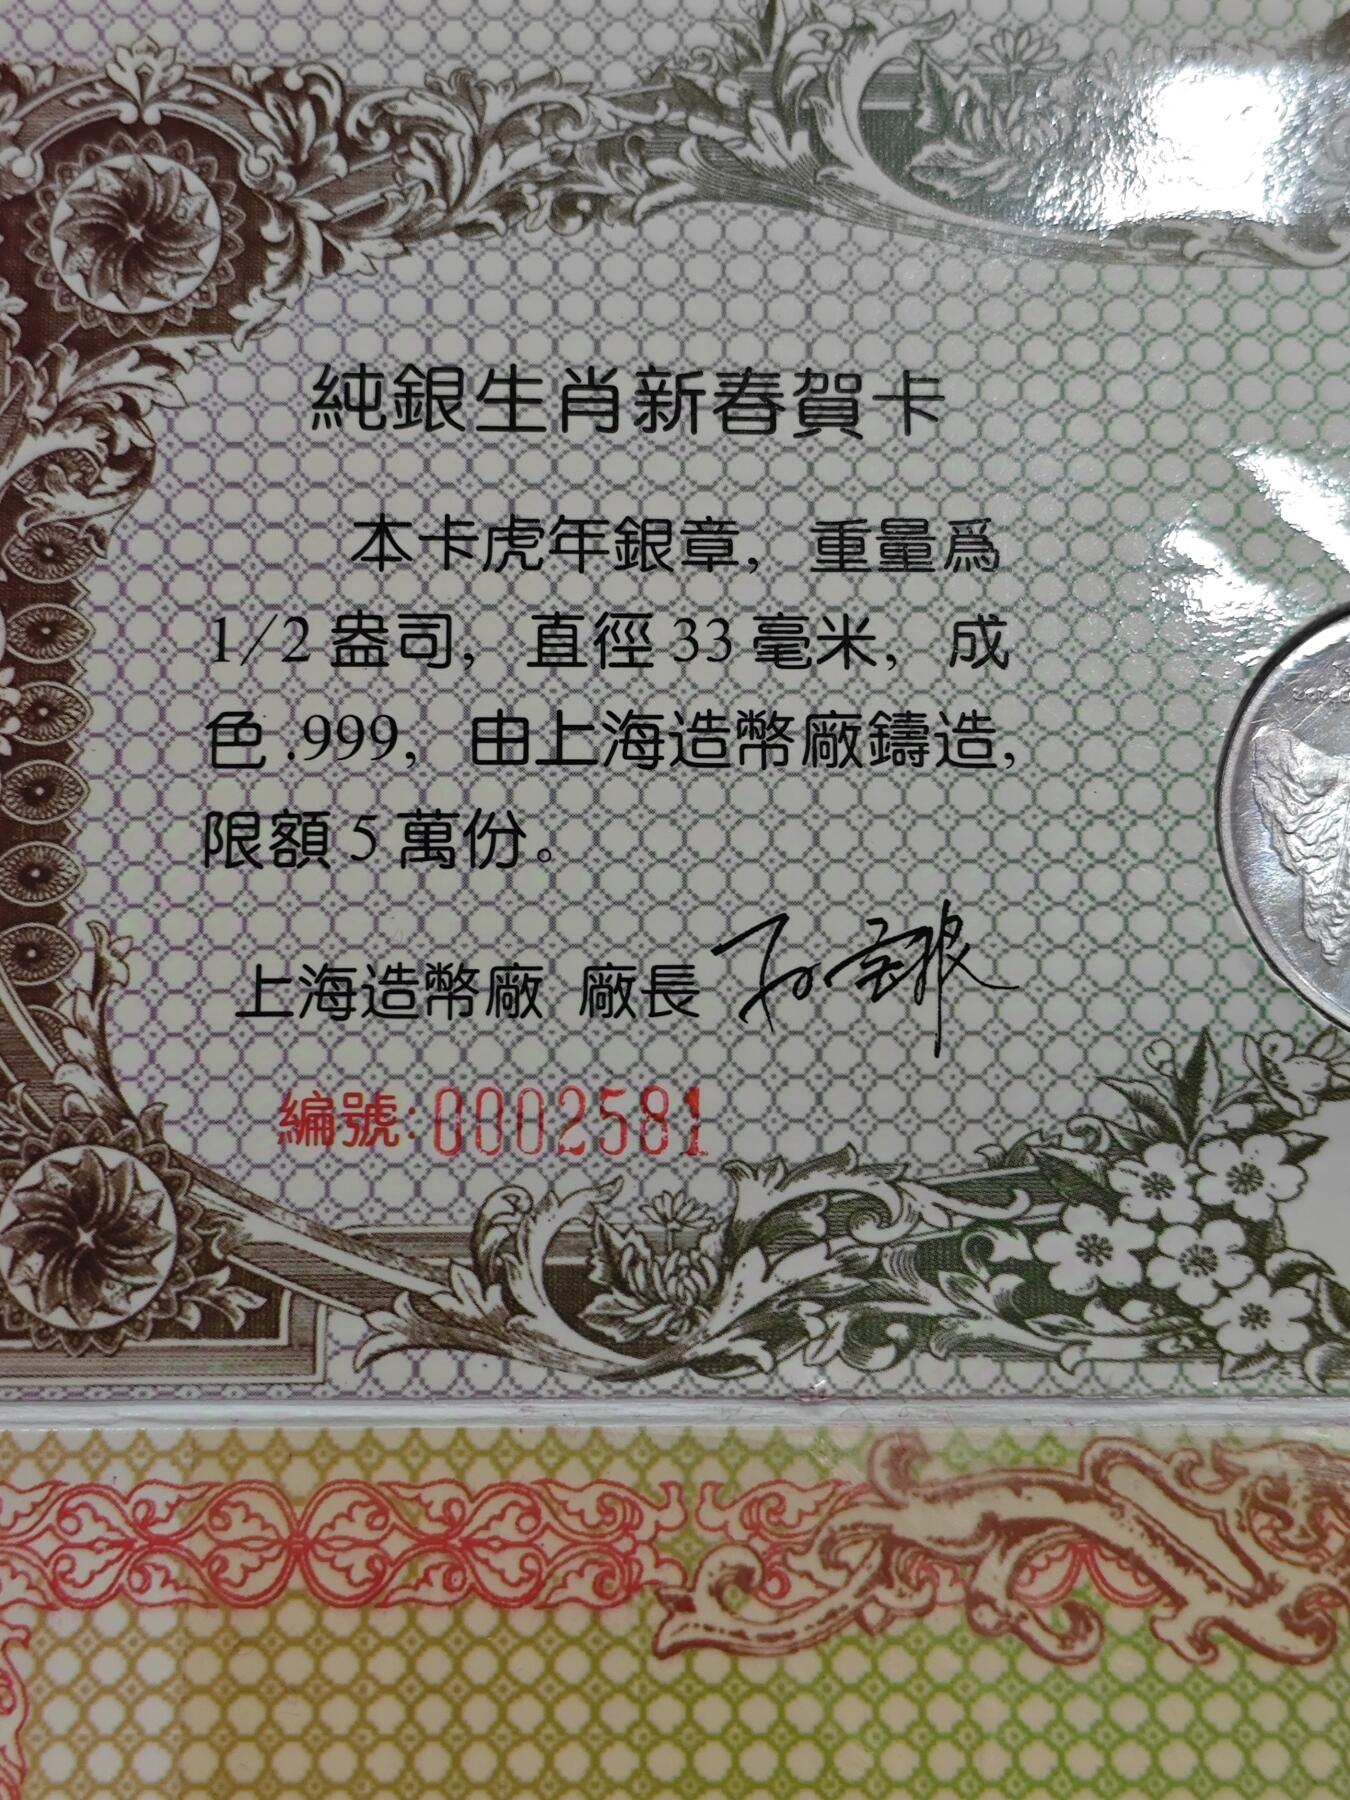 純銀生肖新春賀卡
本卡虎年銀章，重量爲
1/2 盎司，直徑 33 毫米，成
色 .999，由上海造幣廠鑄造，
限額 5 萬份。
上海造幣廠 廠長
編號：0002581